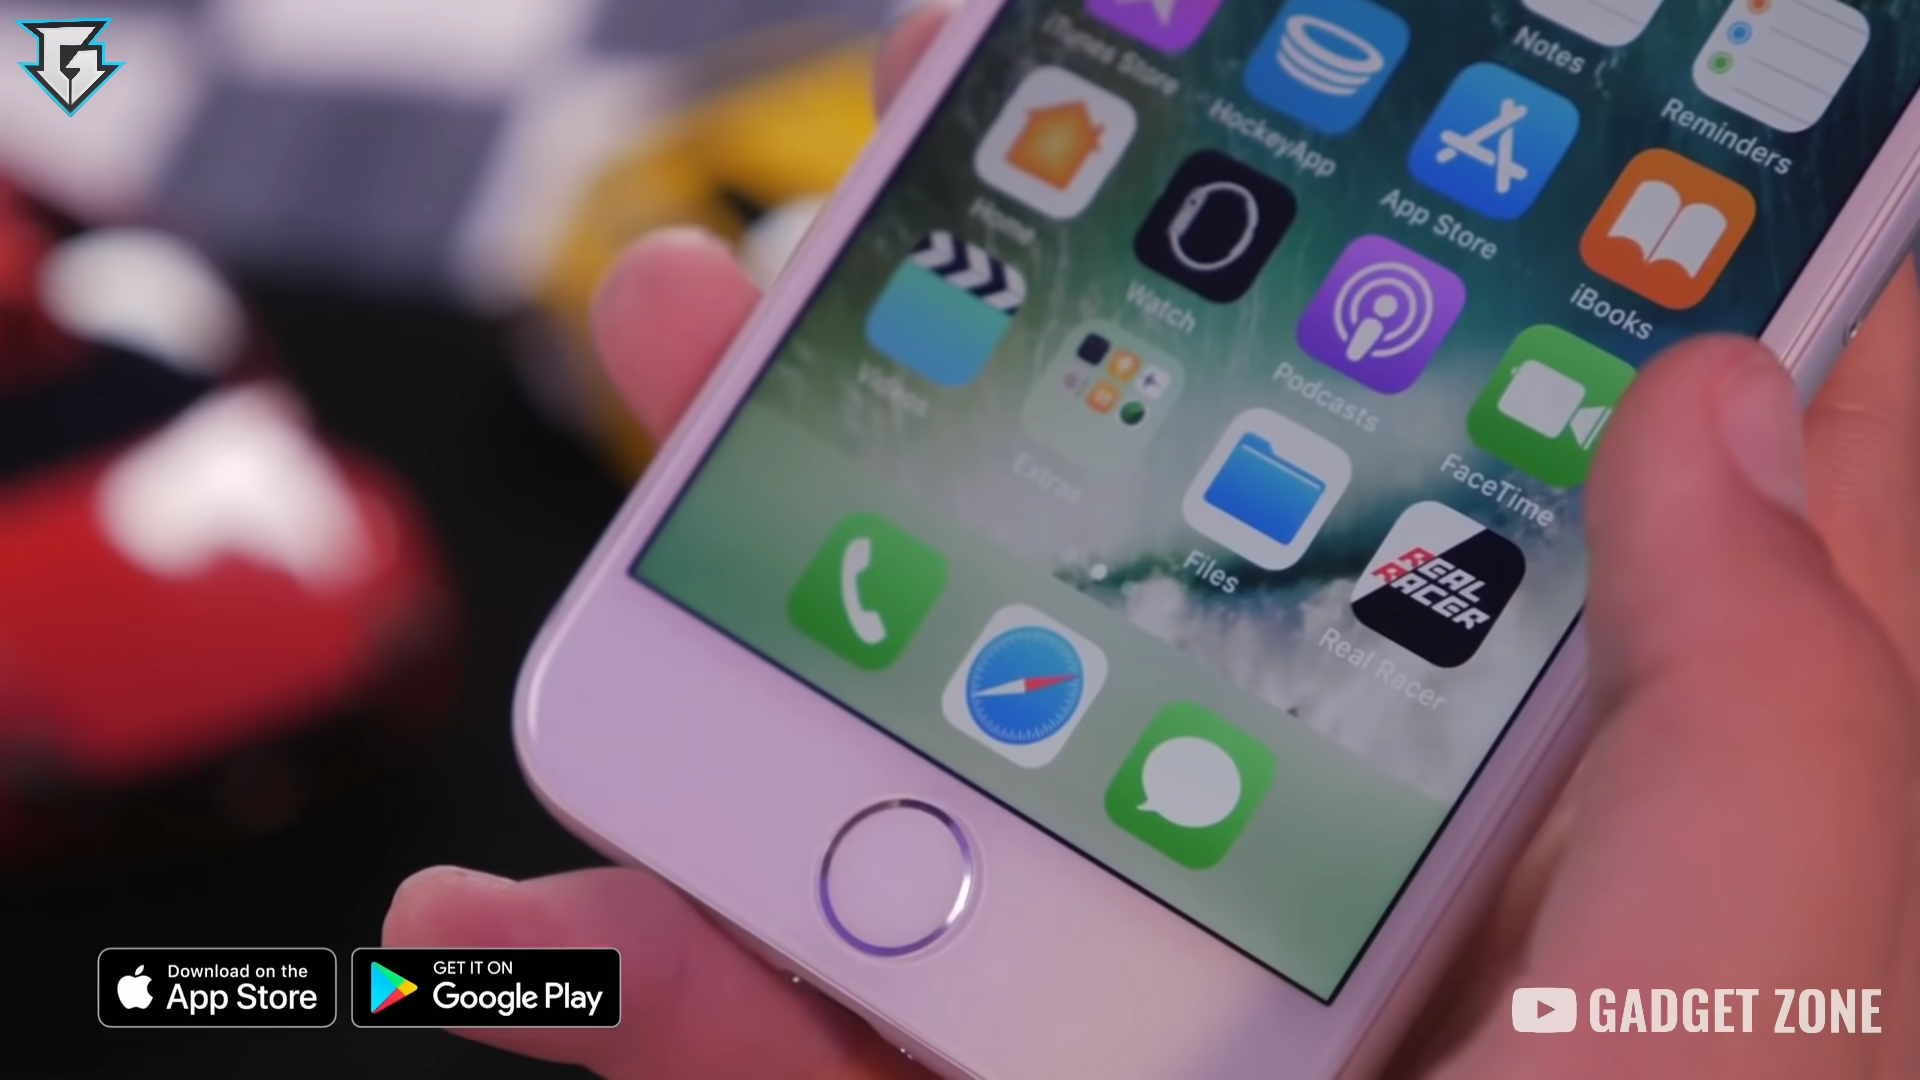 iTunes Store
HockeyApp
Notes
Reminders
Home
Watch
App Store
iBooks
Videos
Extras
Podcasts
FaceTime
Files
REAL
RACER
Real Racer
Download on the
App Store
GET IT ON
Google Play
GADGET ZONE